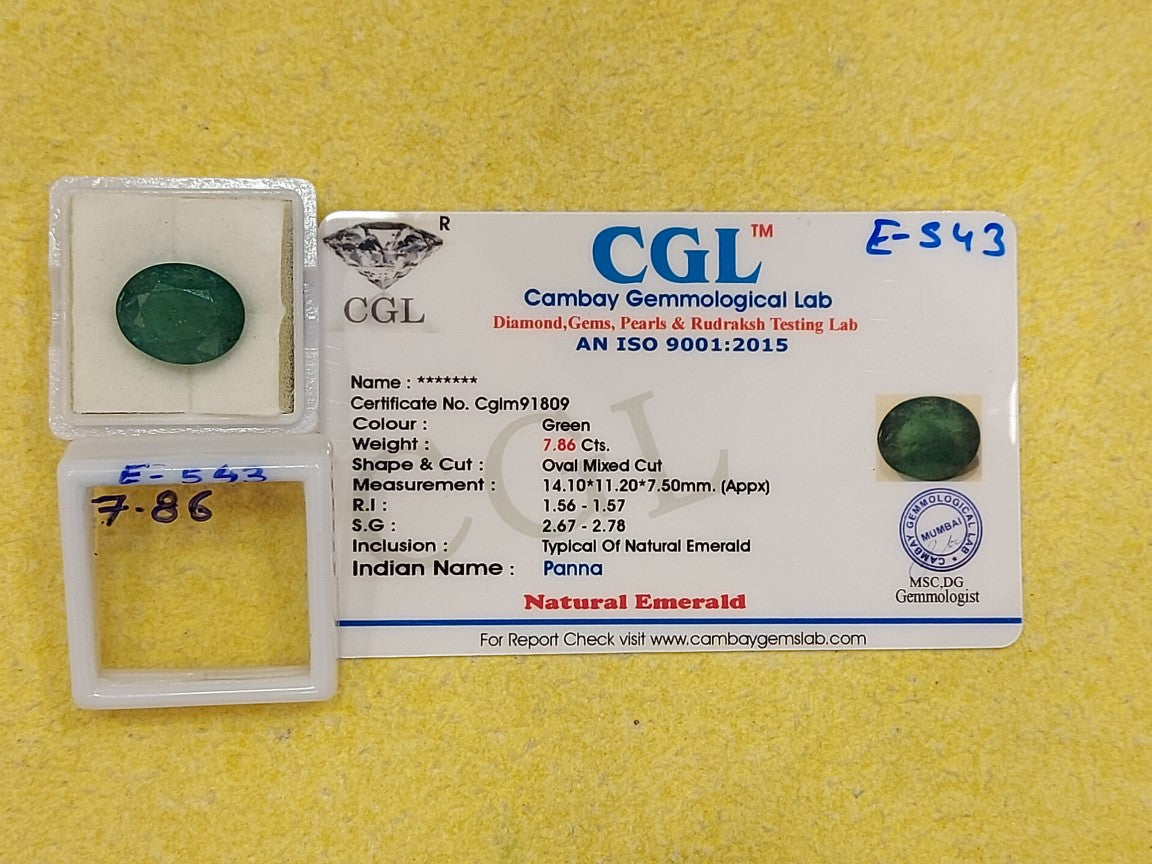 E-543
7-86
R
CGL
CGL™
E-543
Cambay Gemmological Lab
Diamond,Gems, Pearls & Rudraksh Testing Lab
AN ISO 9001:2015
Name : *******
Certificate No. Cglm91809
Colour : Green
Weight : 7.86 Cts.
Shape & Cut : Oval Mixed Cut
Measurement : 14.10*11.20*7.50mm. (Appx)
R.I : 1.56 - 1.57
S.G : 2.67 - 2.78
Inclusion : Typical Of Natural Emerald
Indian Name : Panna
Natural Emerald
CGL
CAMBAY GEMMOLOGICAL LAB
MUMBAI
MSC,DG
Gemmologist
For Report Check visit www.cambaygemslab.com